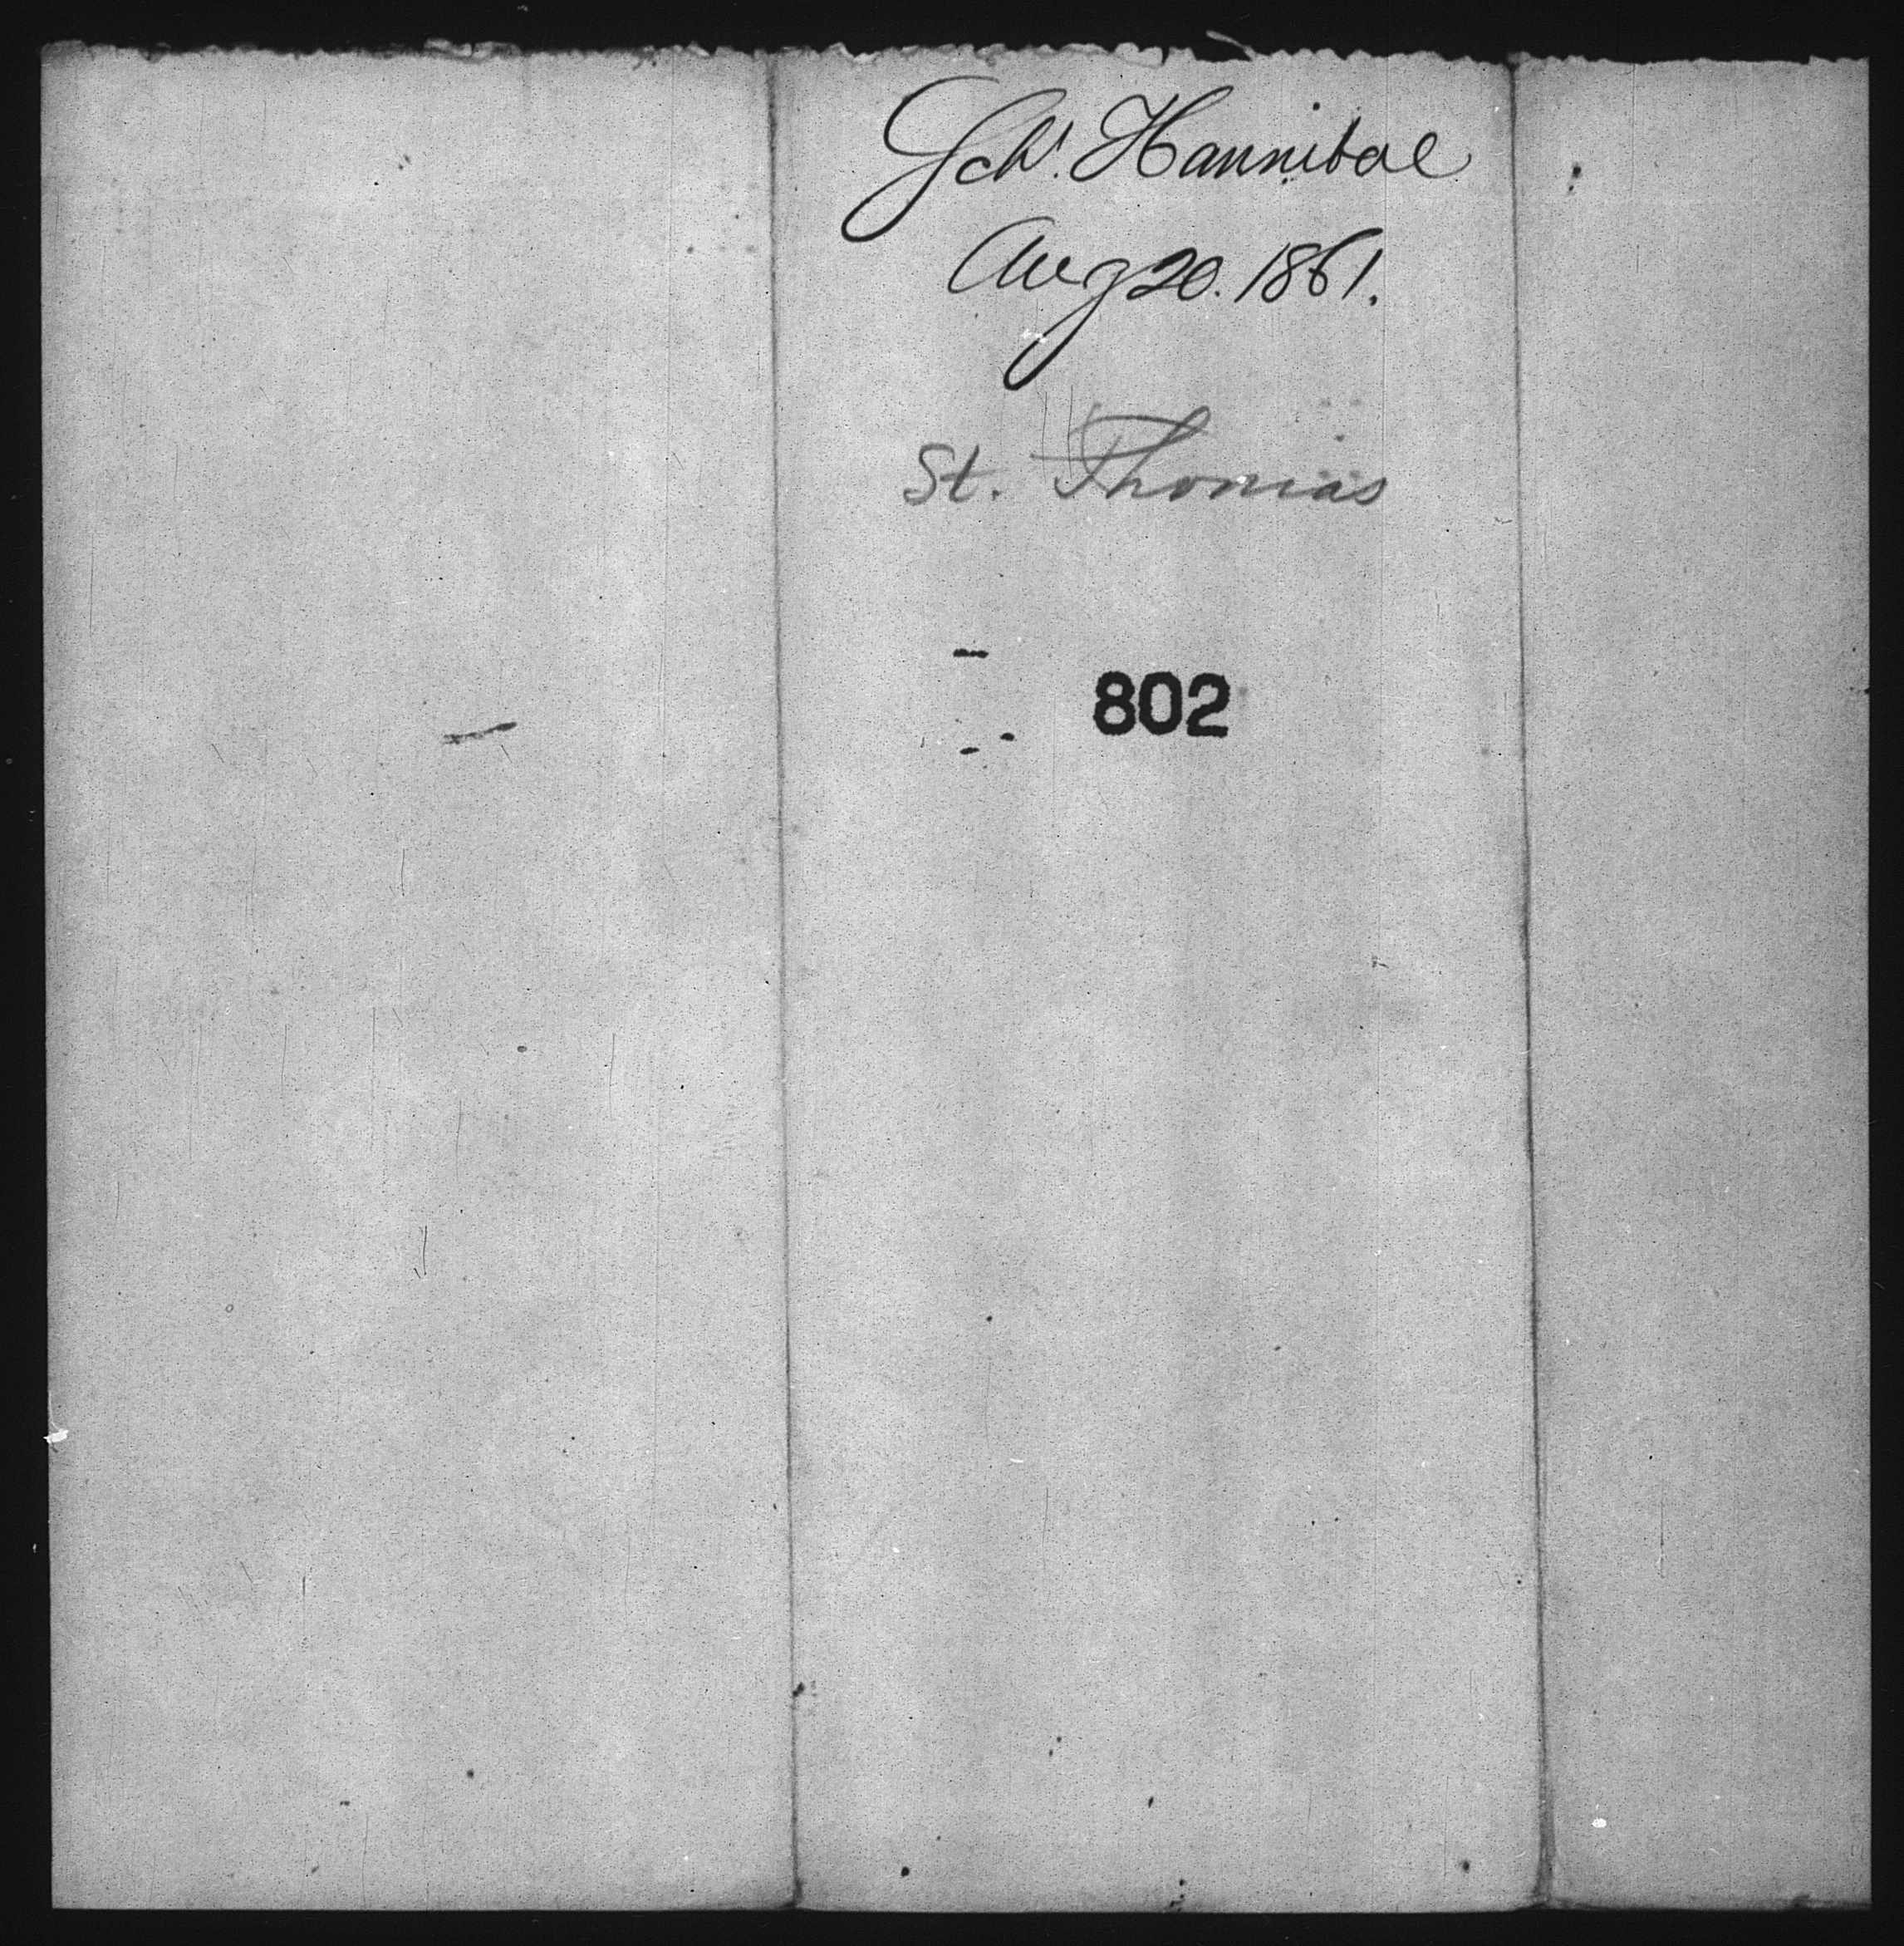 Schr. Hannibal
Aug 20. 1861.
St. Thomas
802